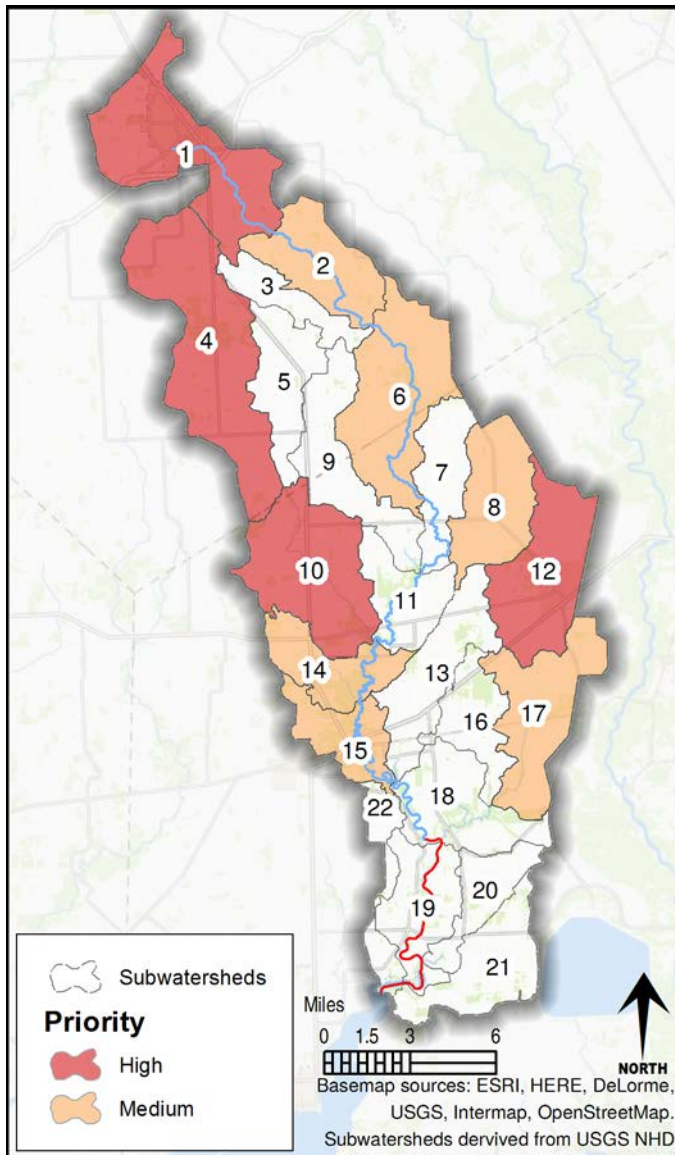 1
2
3
4
5
6
7
8
9
10
12
11
14
13
15
16
17
22
18
19
20
21
Subwatersheds
Priority
High
Medium
Miles
0 1.5 3 6
NORTH
Basemap sources: ESRI, HERE, DeLorme,
USGS, Intermap, OpenStreetMap.
Subwatersheds dervived from USGS NHD